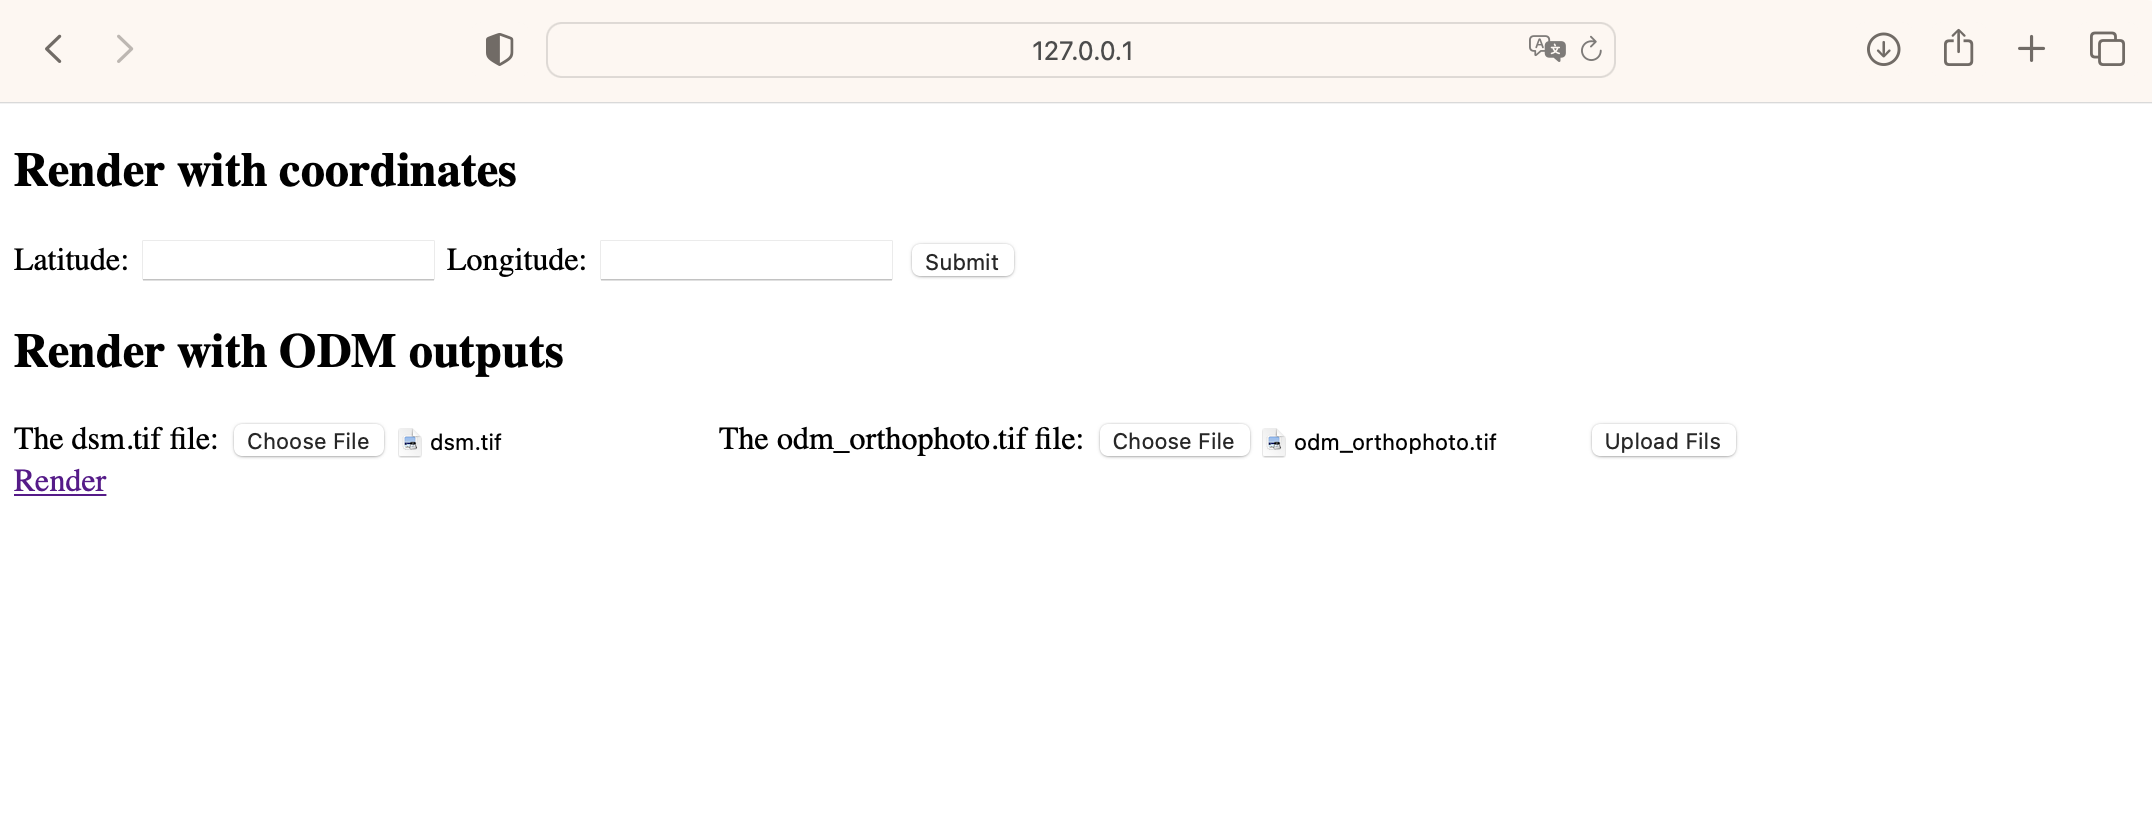 127.0.0.1
Render with coordinates
Latitude: Longitude: Submit
Render with ODM outputs
The dsm.tif file: Choose File dsm.tif The odm_orthophoto.tif file: Choose File odm_orthophoto.tif Upload Fils
Render